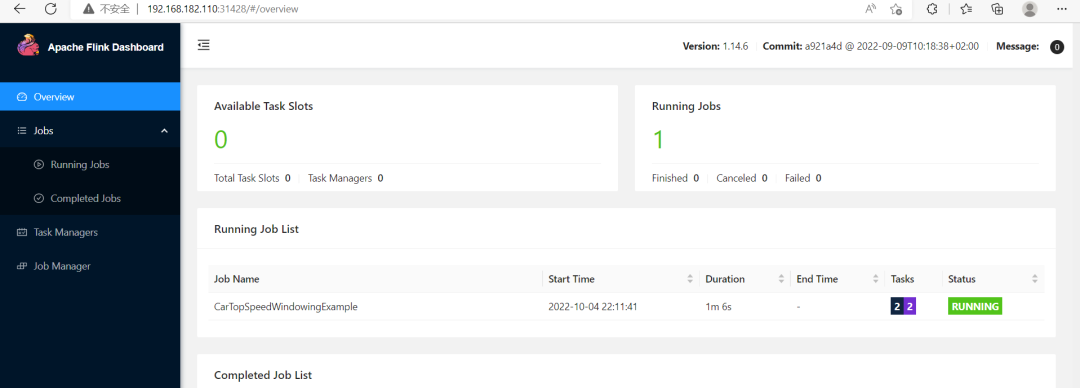 不安全 192.168.182.110:31428/#/overview
Apache Flink Dashboard
Version: 1.14.6 Commit: a921a4d @ 2022-09-09T10:18:38+02:00 Message: 0
Overview
Jobs
Running Jobs
Completed Jobs
Task Managers
Job Manager
Available Task Slots
0
Total Task Slots 0 Task Managers 0
Running Jobs
1
Finished 0 Canceled 0 Failed 0
Running Job List
Job Name Start Time Duration End Time Tasks Status
CarTopSpeedWindowingExample 2022-10-04 22:11:41 1m 6s - 2 2 RUNNING
Completed Job List